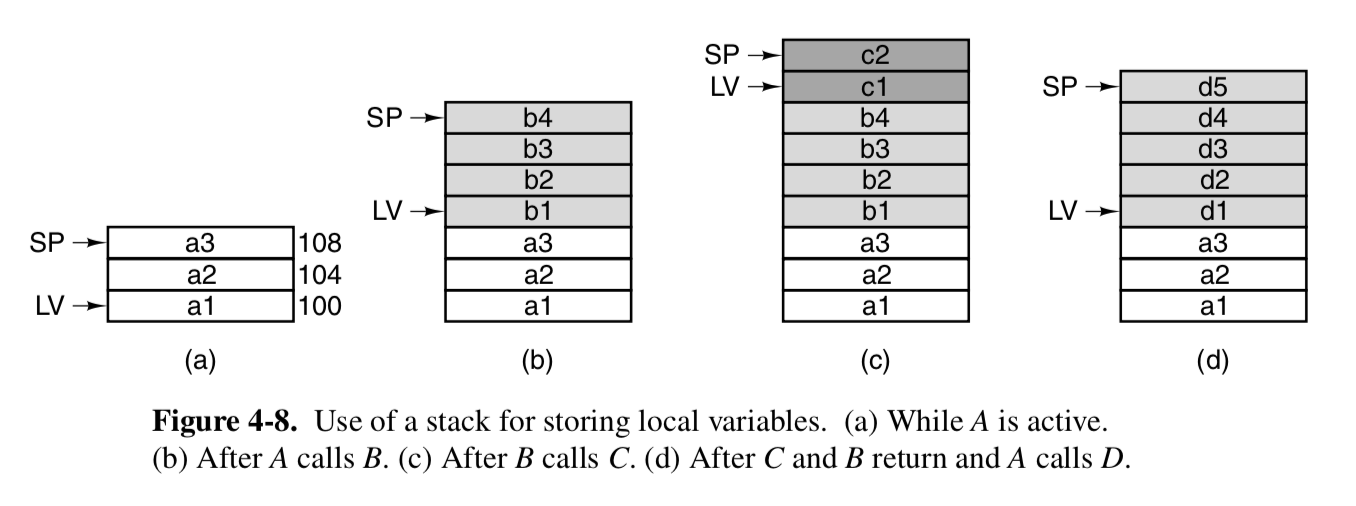 SP c2
LV c1
SP b4 b4 SP d5
b3 b3 d4
b2 b2 d3
LV b1 b1 d2
SP a3 108 a3 a3 LV d1
a2 104 a2 a2 a3
LV a1 100 a1 a1 a2
a1
(a) (b) (c) (d)
Figure 4-8. Use of a stack for storing local variables. (a) While A is active.
(b) After A calls B. (c) After B calls C. (d) After C and B return and A calls D.